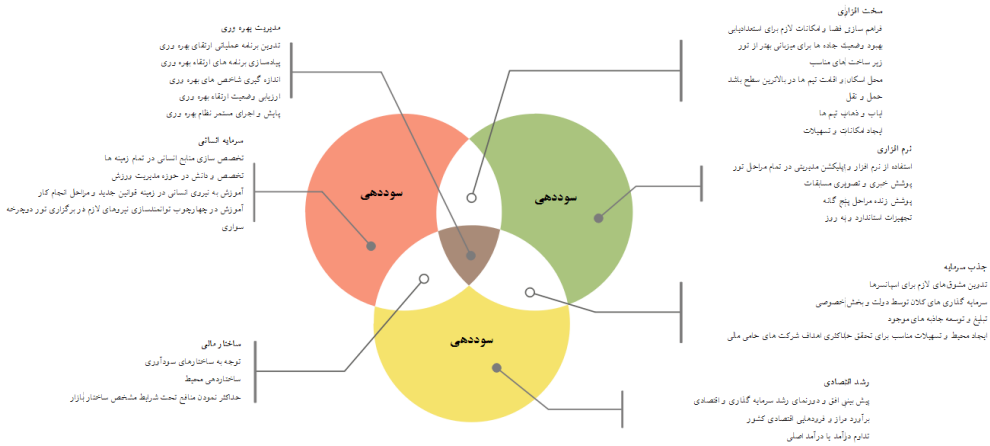 سخت افزاری
فراهم سازی فضا و امکانات لازم برای استعدادیابی
بهبود وضعیت جاده ها برای میزبانی بهتر از تور
زیر ساخت های مناسب
محل اسکان و اقامت تیم ها در بالاترین سطح باشد
حمل و نقل
ایاب و ذهاب تیم ها
ایجاد امکانات و تسهیلات
نرم افزاری
استفاده از نرم افزار و اپلیکشن مدیریتی در تمام مراحل تور
پوشش خبری و تصویری مسابقات
پوشش زنده مراحل پنج گانه
تجهیزات استاندارد و به روز
جذب سرمایه
تدوین مشوق‌های لازم برای اسپانسرها
سرمایه گذاری های کلان توسط دولت و بخش خصوصی
تبلیغ و توسعه جاذبه های موجود
ایجاد محیط و تسهیلات مناسب برای تحقق حداکثری اهداف شرکت های حامی ملی
رشد اقتصادی
پیش بینی افق و دورنمای رشد سرمایه گذاری و اقتصادی
برآورد فراز و فرودهایی اقتصادی کشور
تداوم درآمد یا درآمد اصلی
مدیریت بهره وری
تدوین برنامه عملیاتی ارتقای بهره وری
پیاده‌سازی برنامه های ارتقاء بهره وری
اندازه گیری شاخص های بهره وری
ارزیابی وضعیت ارتقاء بهره وری
پایش و اجرای مستمر نظام بهره وری
سرمایه انسانی
تخصص سازی منابع انسانی در تمام زمینه ها
تخصص و دانش در حوزه مدیریت ورزش
آموزش به نیروی انسانی در زمینه قوانین جدید و مراحل انجام کار
آموزش در چهارچوب توانمندسازی نیروهای لازم در برگزاری تور دوچرخه
سواری
ساختار مالی
توجه به ساختارهای سودآوری
ساختاردهی محیط
حداکثر نمودن منافع تحت شرایط مشخص ساختار بازار
سوددهی
سوددهی
سوددهی